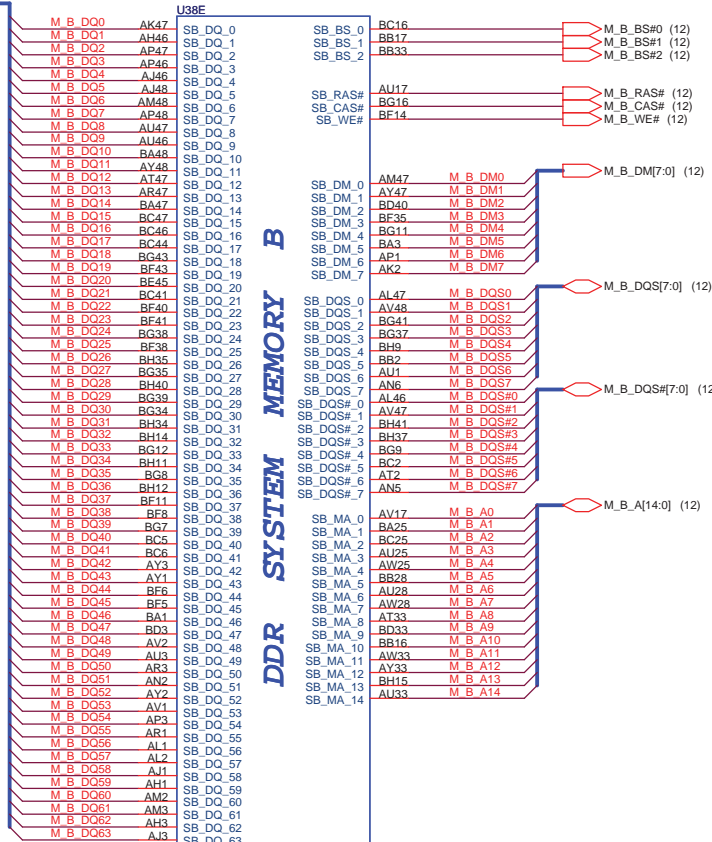 U38E
M_B_DQ0 AK47 SB_DQ_0
M_B_DQ1 AH46 SB_DQ_1
M_B_DQ2 AP47 SB_DQ_2
M_B_DQ3 AP46 SB_DQ_3
M_B_DQ4 AJ46 SB_DQ_4
M_B_DQ5 AJ48 SB_DQ_5
M_B_DQ6 AM48 SB_DQ_6
M_B_DQ7 AP48 SB_DQ_7
M_B_DQ8 AU47 SB_DQ_8
M_B_DQ9 AU46 SB_DQ_9
M_B_DQ10 BA48 SB_DQ_10
M_B_DQ11 AY48 SB_DQ_11
M_B_DQ12 AT47 SB_DQ_12
M_B_DQ13 AR47 SB_DQ_13
M_B_DQ14 BA47 SB_DQ_14
M_B_DQ15 BC47 SB_DQ_15
M_B_DQ16 BC46 SB_DQ_16
M_B_DQ17 BC44 SB_DQ_17
M_B_DQ18 BG43 SB_DQ_18
M_B_DQ19 BF43 SB_DQ_19
M_B_DQ20 BE45 SB_DQ_20
M_B_DQ21 BC41 SB_DQ_21
M_B_DQ22 BF40 SB_DQ_22
M_B_DQ23 BF41 SB_DQ_23
M_B_DQ24 BG38 SB_DQ_24
M_B_DQ25 BF38 SB_DQ_25
M_B_DQ26 BH35 SB_DQ_26
M_B_DQ27 BG35 SB_DQ_27
M_B_DQ28 BH40 SB_DQ_28
M_B_DQ29 BG39 SB_DQ_29
M_B_DQ30 BG34 SB_DQ_30
M_B_DQ31 BH34 SB_DQ_31
M_B_DQ32 BH14 SB_DQ_32
M_B_DQ33 BG12 SB_DQ_33
M_B_DQ34 BH11 SB_DQ_34
M_B_DQ35 BG8 SB_DQ_35
M_B_DQ36 BH12 SB_DQ_36
M_B_DQ37 BF11 SB_DQ_37
M_B_DQ38 BF8 SB_DQ_38
M_B_DQ39 BG7 SB_DQ_39
M_B_DQ40 BC5 SB_DQ_40
M_B_DQ41 BC6 SB_DQ_41
M_B_DQ42 AY3 SB_DQ_42
M_B_DQ43 AY1 SB_DQ_43
M_B_DQ44 BF6 SB_DQ_44
M_B_DQ45 BF5 SB_DQ_45
M_B_DQ46 BA1 SB_DQ_46
M_B_DQ47 BD3 SB_DQ_47
M_B_DQ48 AV2 SB_DQ_48
M_B_DQ49 AU3 SB_DQ_49
M_B_DQ50 AR3 SB_DQ_50
M_B_DQ51 AN2 SB_DQ_51
M_B_DQ52 AY2 SB_DQ_52
M_B_DQ53 AV1 SB_DQ_53
M_B_DQ54 AP3 SB_DQ_54
M_B_DQ55 AR1 SB_DQ_55
M_B_DQ56 AL1 SB_DQ_56
M_B_DQ57 AL2 SB_DQ_57
M_B_DQ58 AJ1 SB_DQ_58
M_B_DQ59 AH1 SB_DQ_59
M_B_DQ60 AM2 SB_DQ_60
M_B_DQ61 AM3 SB_DQ_61
M_B_DQ62 AH3 SB_DQ_62
M_B_DQ63 AJ3 SB_DQ_63
DDR SYSTEM MEMORY B
SB_BS_0 BC16 M_B_BS#0 (12)
SB_BS_1 BB17 M_B_BS#1 (12)
SB_BS_2 BB33 M_B_BS#2 (12)
SB_RAS# AU17 M_B_RAS# (12)
SB_CAS# BG16 M_B_CAS# (12)
SB_WE# BF14 M_B_WE# (12)
M_B_DM[7:0] (12)
SB_DM_0 AM47 M_B_DM0
SB_DM_1 AY47 M_B_DM1
SB_DM_2 BD40 M_B_DM2
SB_DM_3 BF35 M_B_DM3
SB_DM_4 BG11 M_B_DM4
SB_DM_5 BA3 M_B_DM5
SB_DM_6 AP1 M_B_DM6
SB_DM_7 AK2 M_B_DM7
M_B_DQS[7:0] (12)
SB_DQS_0 AL47 M_B_DQS0
SB_DQS_1 AV48 M_B_DQS1
SB_DQS_2 BG41 M_B_DQS2
SB_DQS_3 BG37 M_B_DQS3
SB_DQS_4 BH9 M_B_DQS4
SB_DQS_5 BB2 M_B_DQS5
SB_DQS_6 AU1 M_B_DQS6
SB_DQS_7 AN6 M_B_DQS7
M_B_DQS#[7:0] (12
SB_DQS#_0 AL46 M_B_DQS#0
SB_DQS#_1 AV47 M_B_DQS#1
SB_DQS#_2 BH41 M_B_DQS#2
SB_DQS#_3 BH37 M_B_DQS#3
SB_DQS#_4 BG9 M_B_DQS#4
SB_DQS#_5 BC2 M_B_DQS#5
SB_DQS#_6 AT2 M_B_DQS#6
SB_DQS#_7 AN5 M_B_DQS#7
M_B_A[14:0] (12)
SB_MA_0 AV17 M_B_A0
SB_MA_1 BA25 M_B_A1
SB_MA_2 BC25 M_B_A2
SB_MA_3 AU25 M_B_A3
SB_MA_4 AW25 M_B_A4
SB_MA_5 BB28 M_B_A5
SB_MA_6 AU28 M_B_A6
SB_MA_7 AW28 M_B_A7
SB_MA_8 AT33 M_B_A8
SB_MA_9 BD33 M_B_A9
SB_MA_10 BB16 M_B_A10
SB_MA_11 AW33 M_B_A11
SB_MA_12 AY33 M_B_A12
SB_MA_13 BH15 M_B_A13
SB_MA_14 AU33 M_B_A14